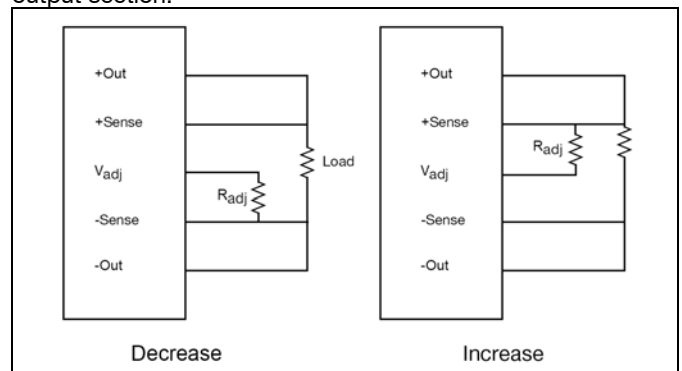 output section.
+Out
+Sense
Vadj
-Sense
-Out
Radj
Load
Decrease
+Out
+Sense
Vadj
-Sense
-Out
Radj
Increase